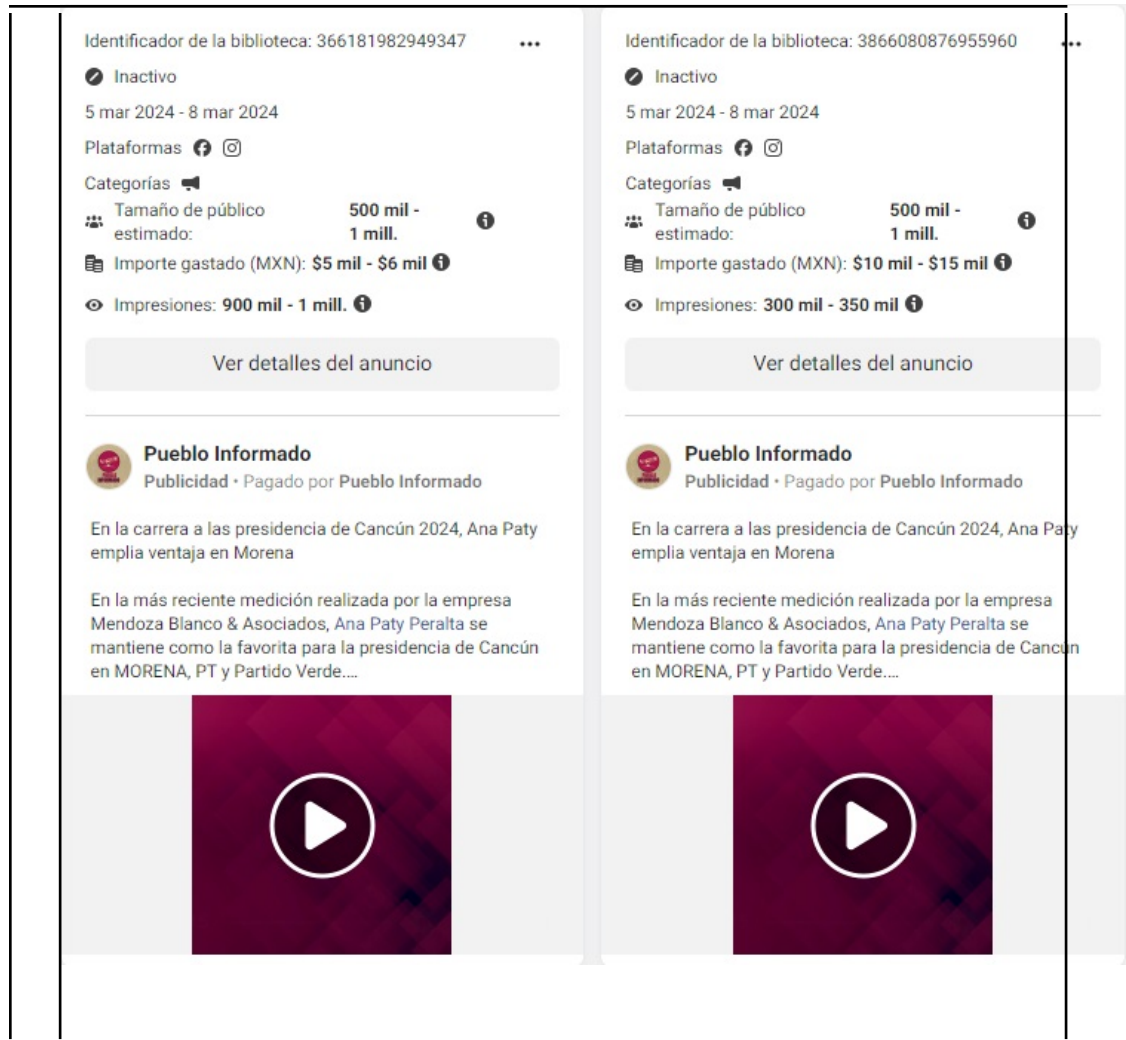 Identificador de la biblioteca: 366181982949347
Inactivo
5 mar 2024 - 8 mar 2024
Plataformas
Categorías
Tamaño de público 500 mil -
estimado: 1 mill.
Importe gastado (MXN): $5 mil - $6 mil
Impresiones: 900 mil - 1 mill.
Ver detalles del anuncio
Pueblo Informado
Publicidad • Pagado por Pueblo Informado
En la carrera a las presidencia de Cancún 2024, Ana Paty
emplia ventaja en Morena
En la más reciente medición realizada por la empresa
Mendoza Blanco & Asociados, Ana Paty Peralta se
mantiene como la favorita para la presidencia de Cancún
en MORENA, PT y Partido Verde....
Identificador de la biblioteca: 3866080876955960
Inactivo
5 mar 2024 - 8 mar 2024
Plataformas
Categorías
Tamaño de público 500 mil -
estimado: 1 mill.
Importe gastado (MXN): $10 mil - $15 mil
Impresiones: 300 mil - 350 mil
Ver detalles del anuncio
Pueblo Informado
Publicidad • Pagado por Pueblo Informado
En la carrera a las presidencia de Cancún 2024, Ana Paty
emplia ventaja en Morena
En la más reciente medición realizada por la empresa
Mendoza Blanco & Asociados, Ana Paty Peralta se
mantiene como la favorita para la presidencia de Cancún
en MORENA, PT y Partido Verde....